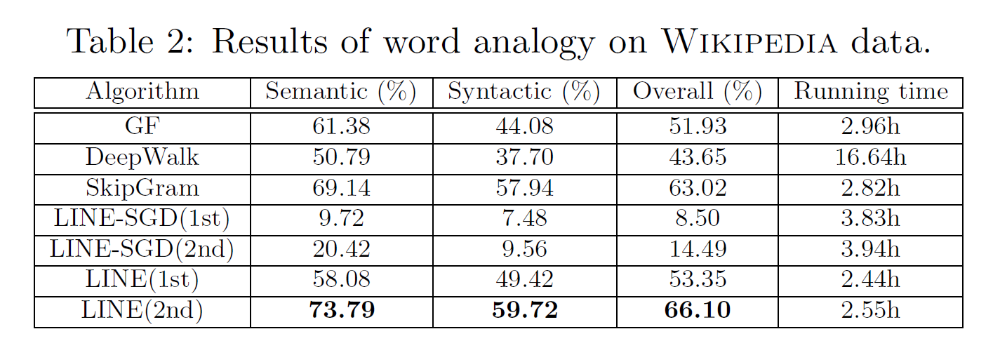 Table 2: Results of word analogy on WIKIPEDIA data.
Algorithm Semantic (%) Syntactic (%) Overall (%) Running time
GF 61.38 44.08 51.93 2.96h
DeepWalk 50.79 37.70 43.65 16.64h
SkipGram 69.14 57.94 63.02 2.82h
LINE-SGD(1st) 9.72 7.48 8.50 3.83h
LINE-SGD(2nd) 20.42 9.56 14.49 3.94h
LINE(1st) 58.08 49.42 53.35 2.44h
LINE(2nd) 73.79 59.72 66.10 2.55h